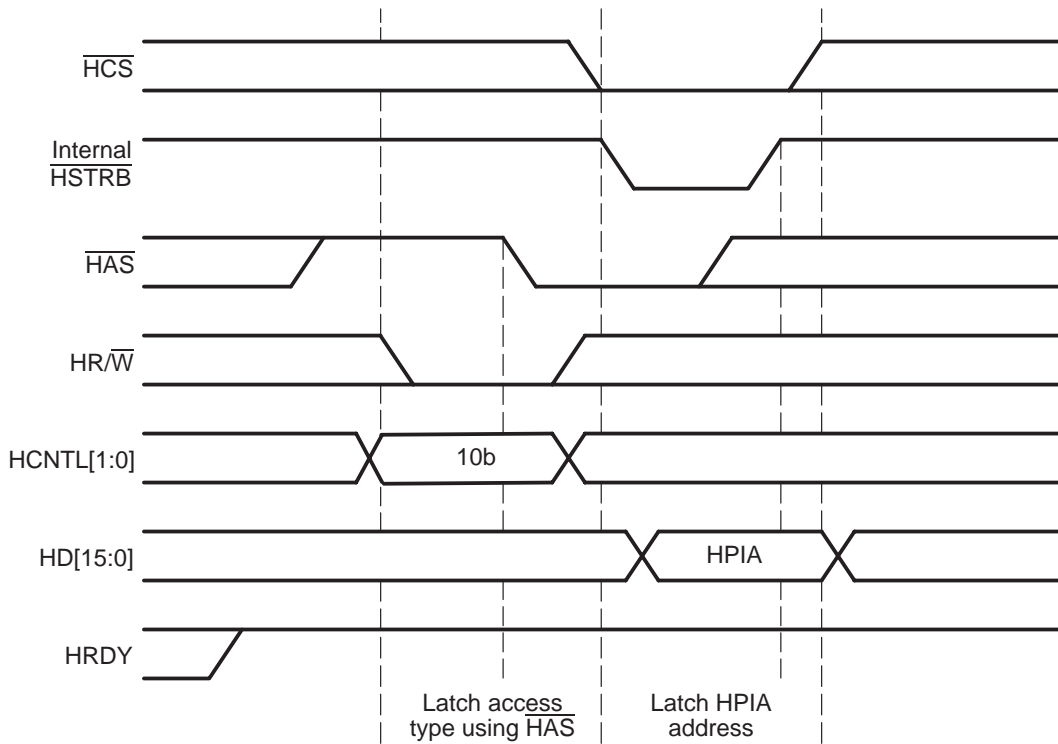 HCS
Internal
HSTRB
HAS
HR/W
HCNTL[1:0]
10b
HD[15:0]
HPIA
HRDY
Latch access
type using HAS
Latch HPIA
address